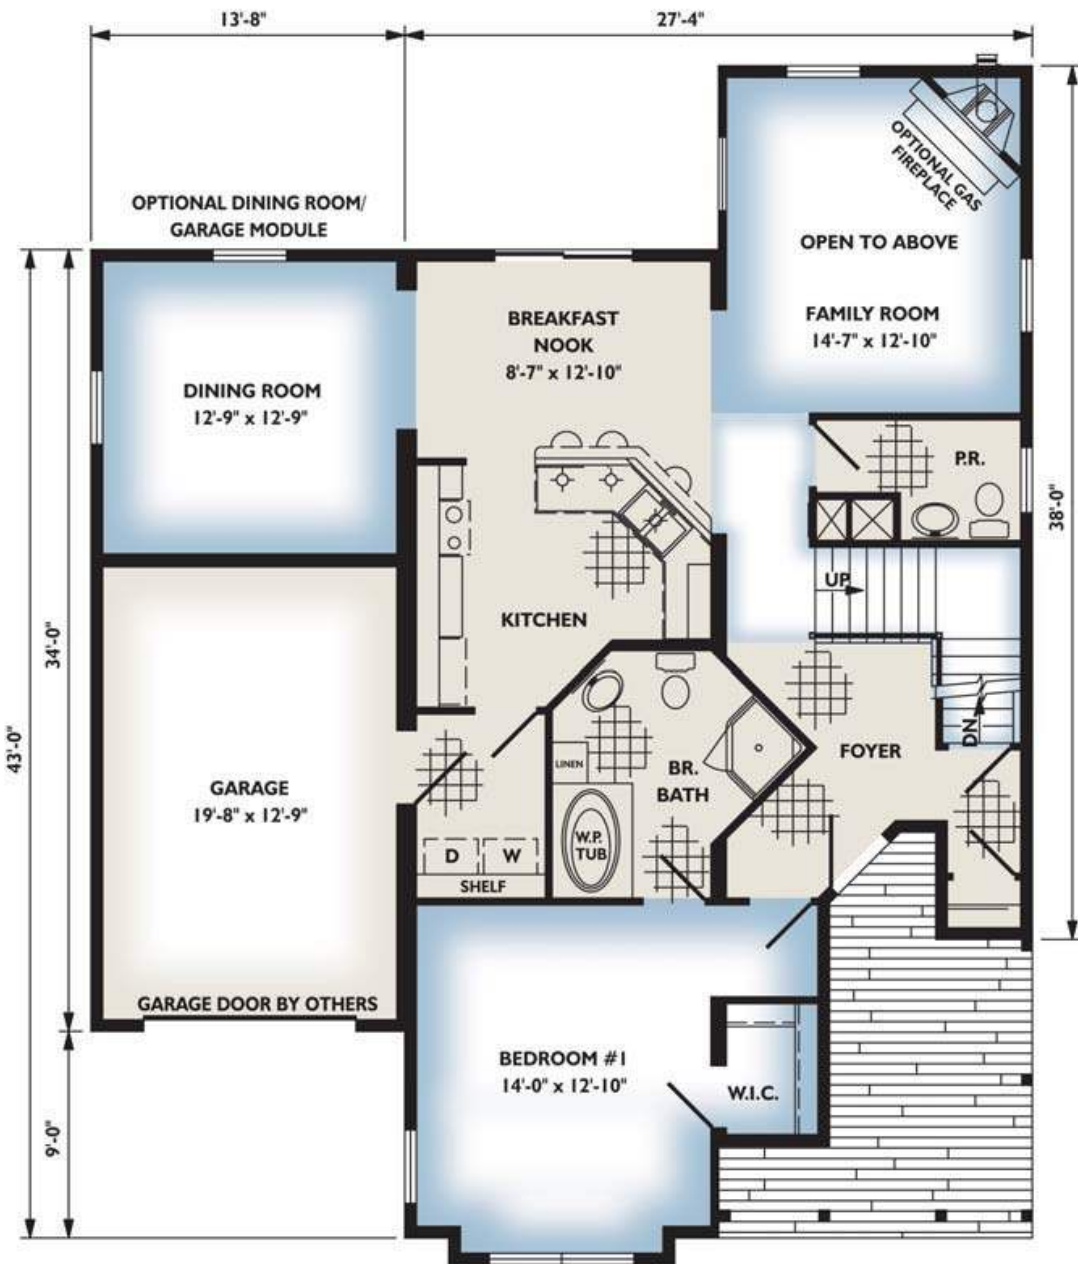 13'-8"
27'-4"
OPTIONAL GAS
FIREPLACE
OPTIONAL DINING ROOM/
GARAGE MODULE
OPEN TO ABOVE
FAMILY ROOM
14'-7" x 12'-10"
BREAKFAST
NOOK
8'-7" x 12'-10"
DINING ROOM
12'-9" x 12'-9"
P.R.
38'-0"
UP
KITCHEN
34'-0"
43'-0"
DN
FOYER
LINEN
BR.
BATH
GARAGE
19'-8" x 12'-9"
W.P.
TUB
D
W
SHELF
GARAGE DOOR BY OTHERS
BEDROOM #1
14'-0" x 12'-10"
W.I.C.
9'-0"